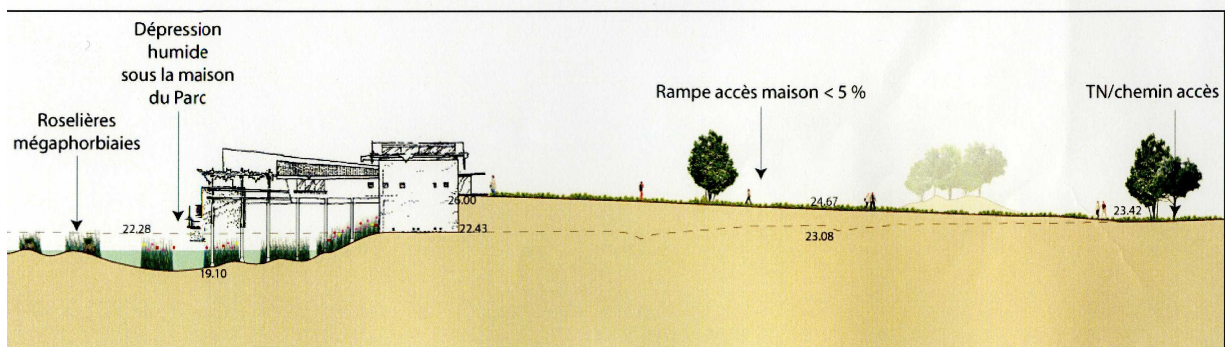 Dépression
humide
sous la maison
du Parc
Roselières
mégaphorbiaies
Rampe accès maison < 5 %
TN/chemin accès
26.00
24.67
23.42
22.28
22.43
23.08
19.10